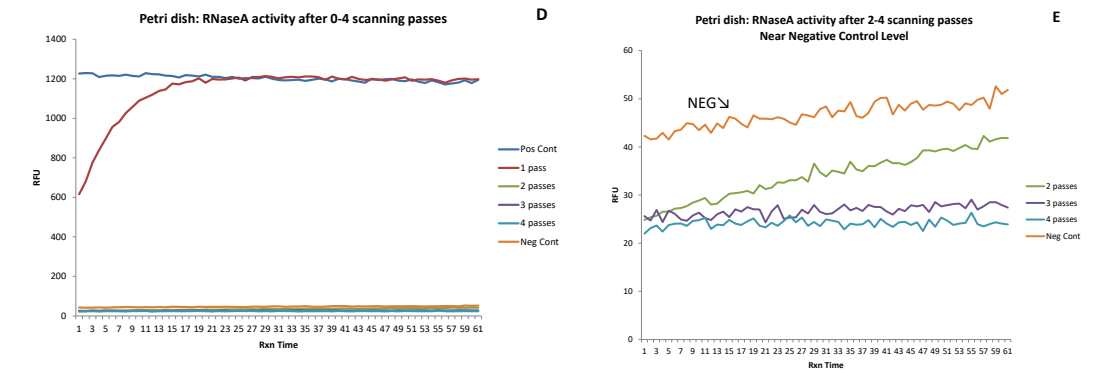 Petri dish: RNaseA activity after 0-4 scanning passes
D
1400
1200
1000
800
600
400
200
0
RFU
1 3 5 7 9 11 13 15 17 19 21 23 25 27 29 31 33 35 37 39 41 43 45 47 49 51 53 55 57 59 61
Rxn Time
Pos Cont
1 pass
2 passes
3 passes
4 passes
Neg Cont
Petri dish: RNaseA activity after 2-4 scanning passes
Near Negative Control Level
E
60
50
40
30
20
10
0
RFU
NEG↘
1 3 5 7 9 11 13 15 17 19 21 23 25 27 29 31 33 35 37 39 41 43 45 47 49 51 53 55 57 59 61
Rxn Time
2 passes
3 passes
4 passes
Neg Cont